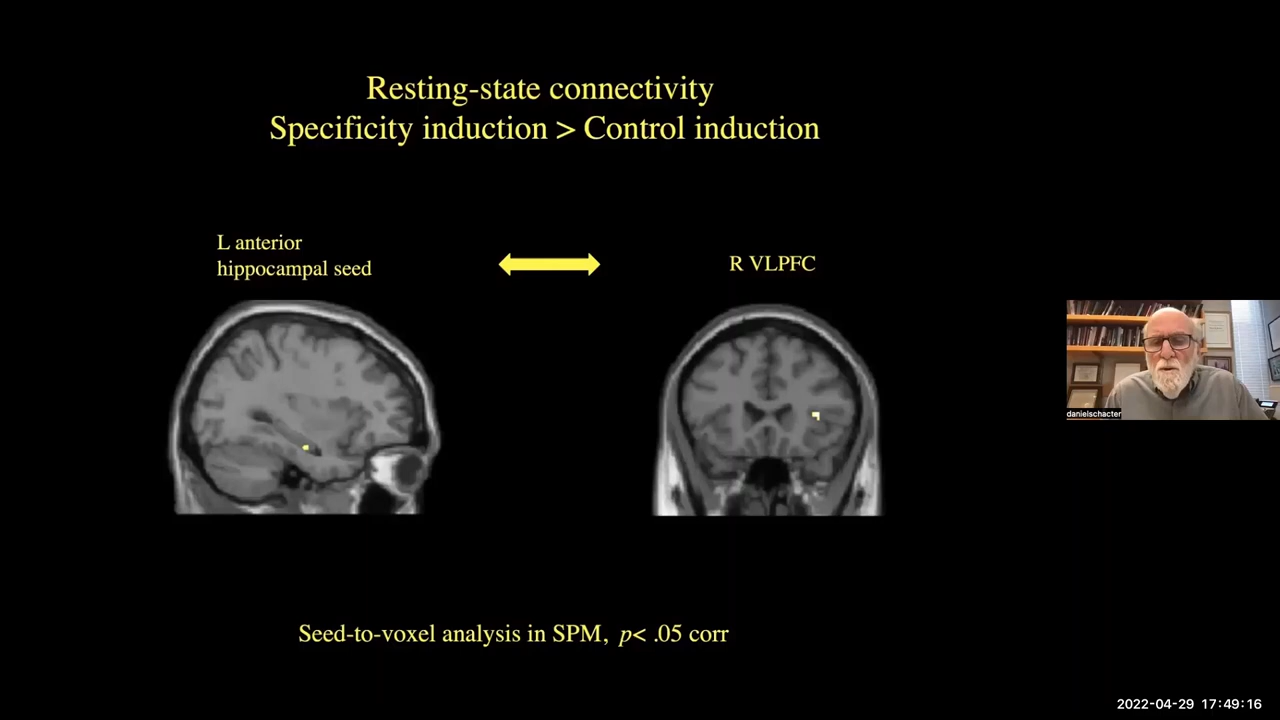 Resting-state connectivity
Specificity induction > Control induction
L anterior
hippocampal seed
R VLPFC
danielschacter
Seed-to-voxel analysis in SPM, p< .05 corr
2022-04-29 17:49:16